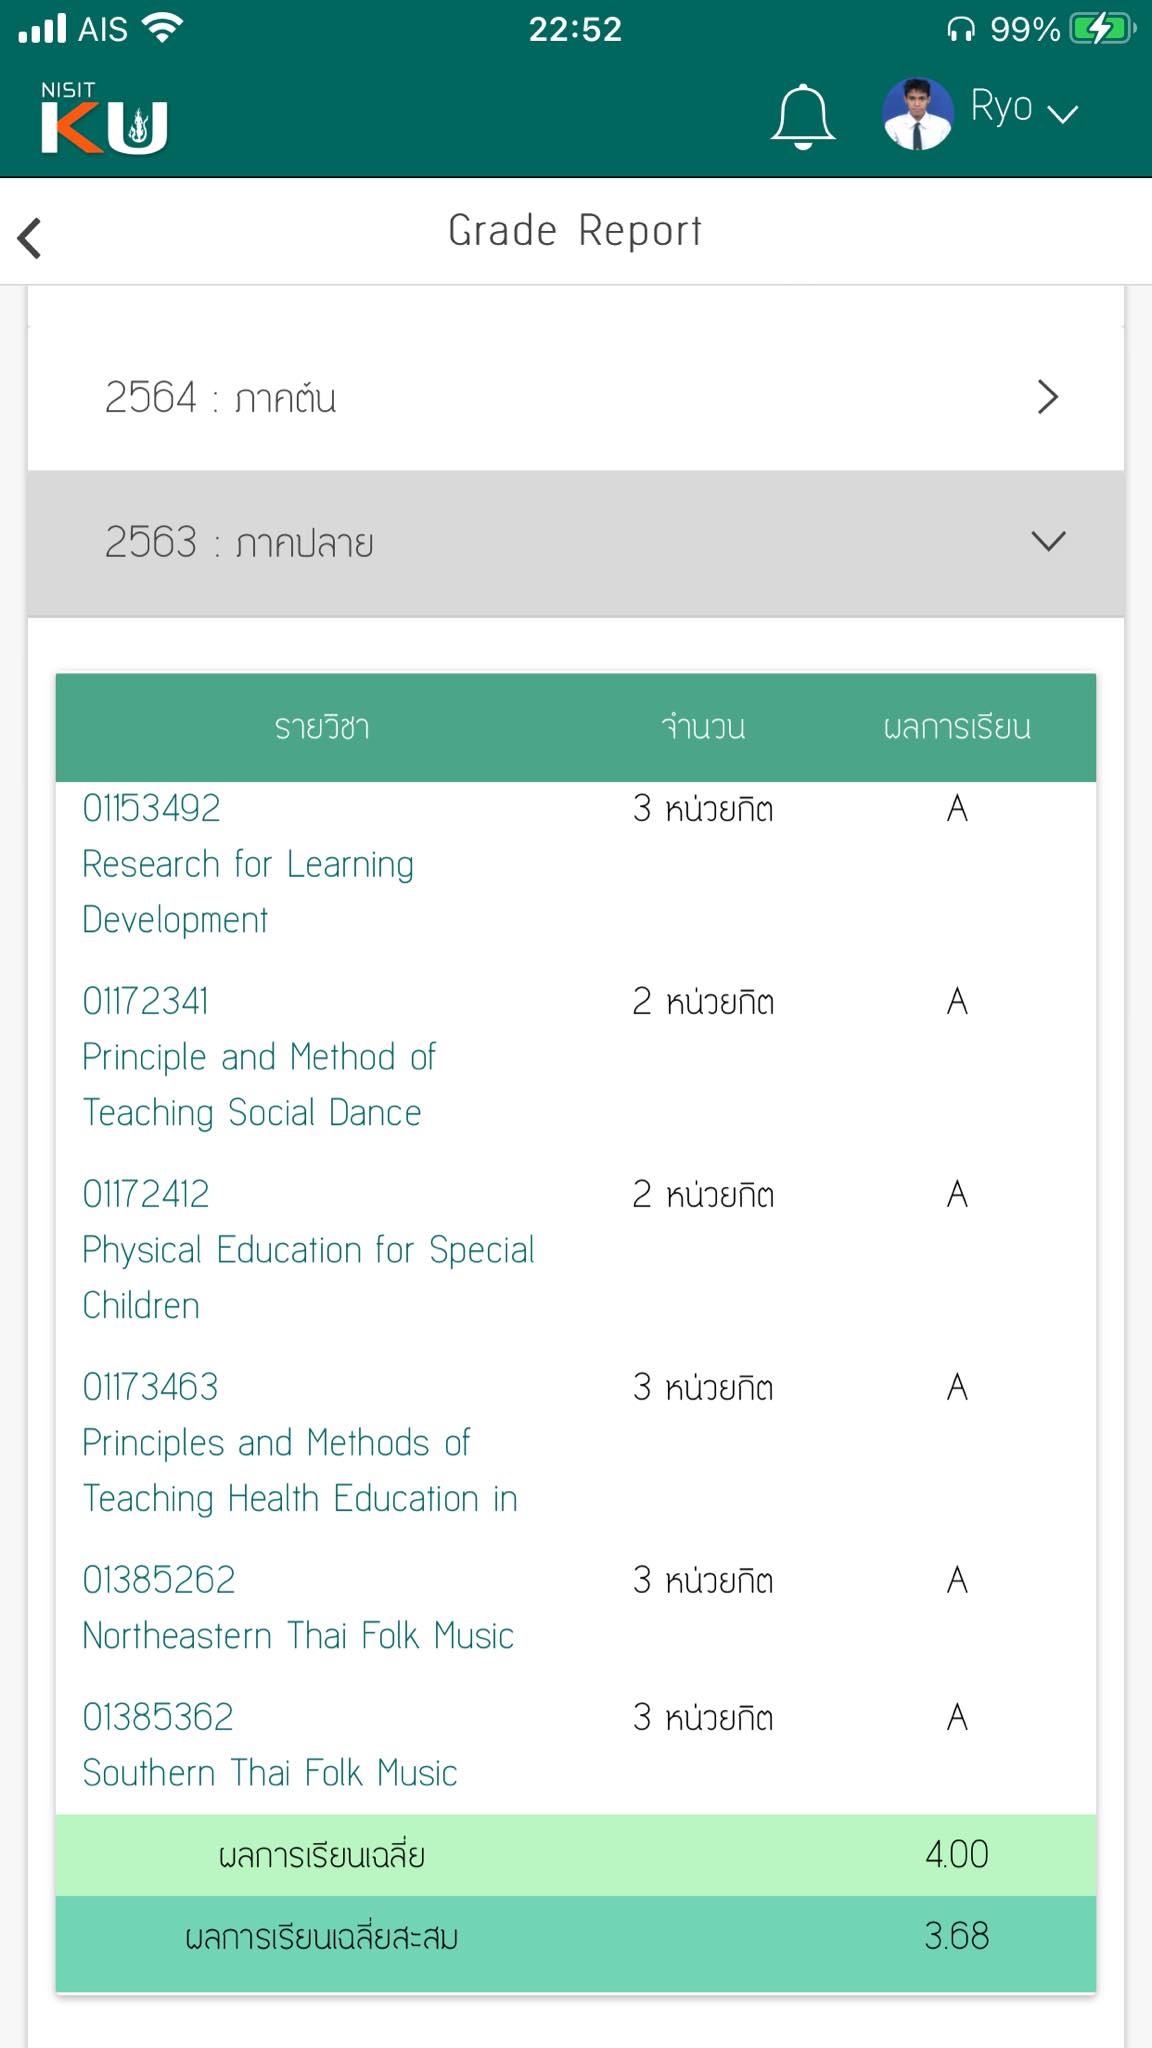 AIS 22:52 99%
NISIT
KU
Ryo
Grade Report
2564 : ภาคต้น
2563 : ภาคปลาย
รายวิชา จำนวน ผลการเรียน
01153492 3 หน่วยกิต A
Research for Learning
Development
01172341 2 หน่วยกิต A
Principle and Method of
Teaching Social Dance
01172412 2 หน่วยกิต A
Physical Education for Special
Children
01173463 3 หน่วยกิต A
Principles and Methods of
Teaching Health Education in
01385262 3 หน่วยกิต A
Northeastern Thai Folk Music
01385362 3 หน่วยกิต A
Southern Thai Folk Music
ผลการเรียนเฉลี่ย 4.00
ผลการเรียนเฉลี่ยสะสม 3.68